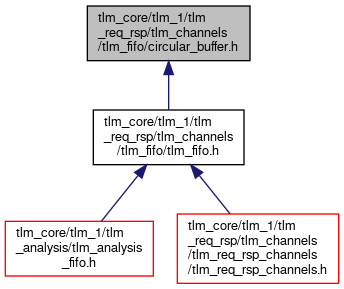 tlm_core/tlm_1/tlm
_req_rsp/tlm_channels
/tlm_fifo/circular_buffer.h
tlm_core/tlm_1/tlm
_req_rsp/tlm_channels
/tlm_fifo/tlm_fifo.h
tlm_core/tlm_1/tlm
_analysis/tlm_analysis
_fifo.h
tlm_core/tlm_1/tlm
_req_rsp/tlm_channels
/tlm_req_rsp_channels
/tlm_req_rsp_channels.h